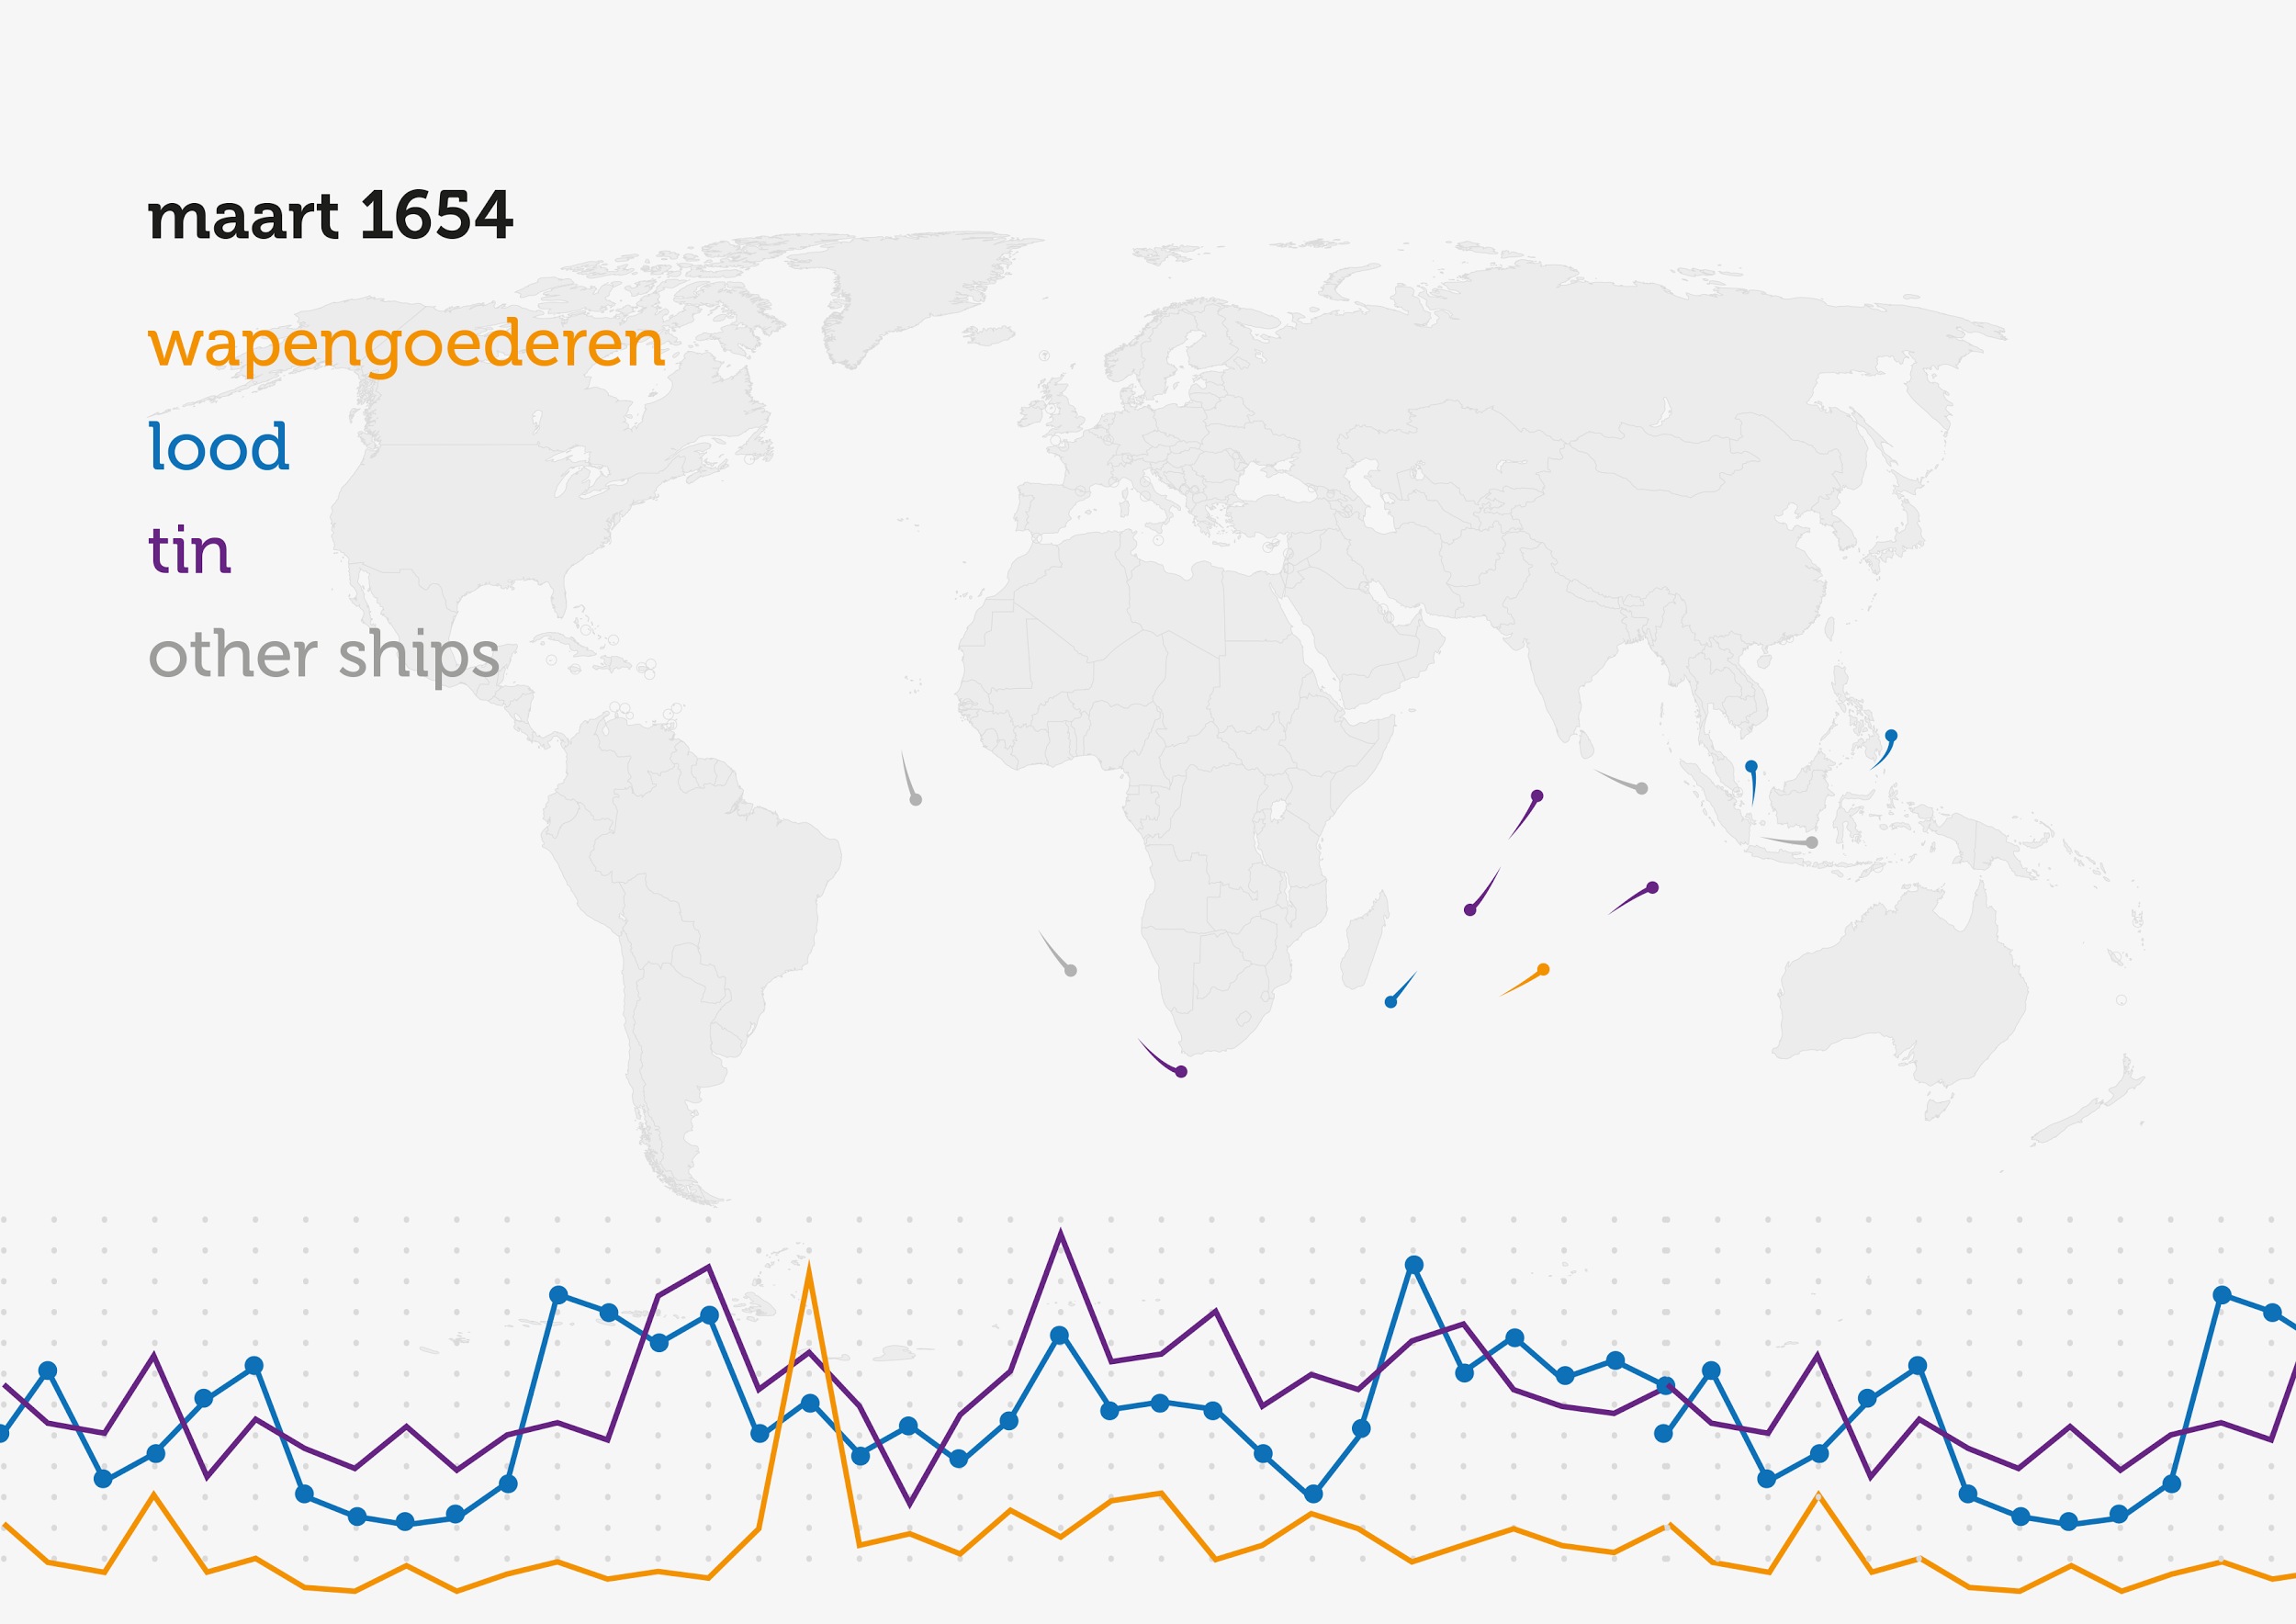 maart 1654
wapengoederen
lood
tin
other ships